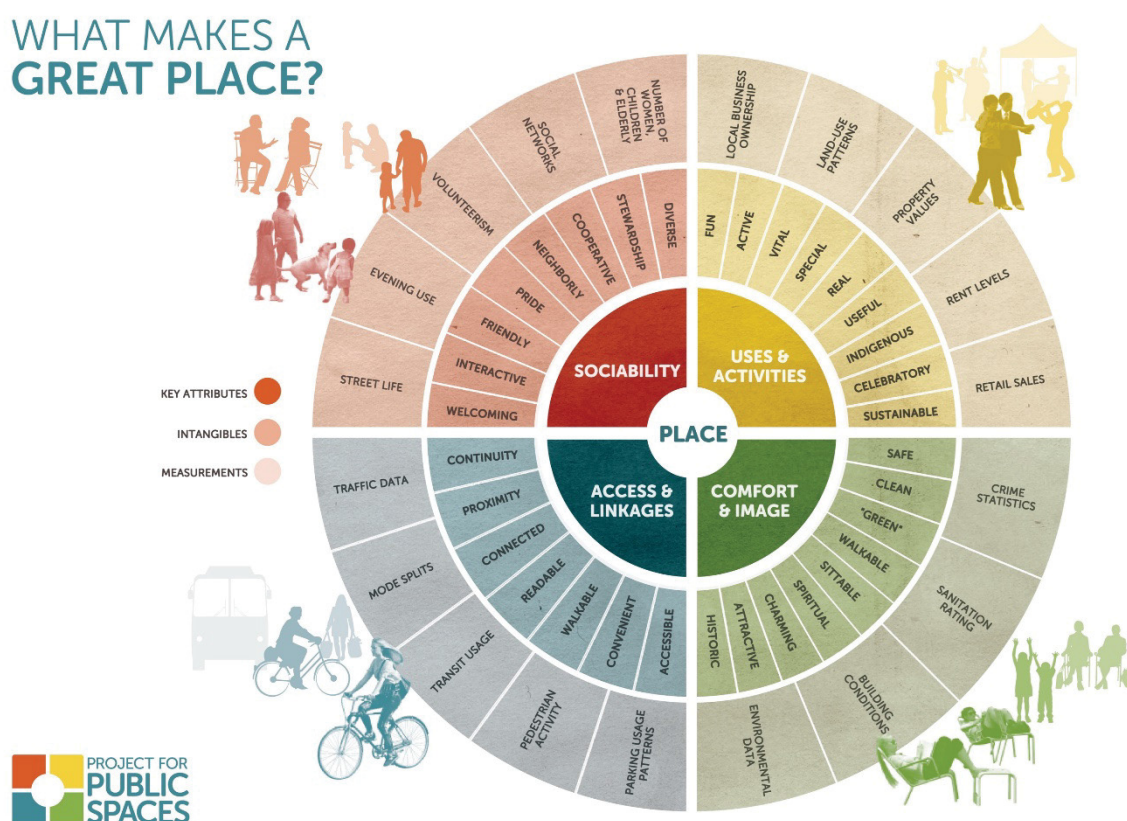 WHAT MAKES A
GREAT PLACE?
KEY ATTRIBUTES
INTANGIBLES
MEASUREMENTS
PLACE
SOCIABILITY
WELCOMING
INTERACTIVE
FRIENDLY
PRIDE
NEIGHBORLY
COOPERATIVE
STEWARDSHIP
DIVERSE
STREET LIFE
EVENING USE
VOLUNTEERISM
SOCIAL
NETWORKS
NUMBER OF
WOMEN,
CHILDREN
& ELDERLY
USES &
ACTIVITIES
FUN
ACTIVE
VITAL
SPECIAL
REAL
USEFUL
INDIGENOUS
CELEBRATORY
SUSTAINABLE
LOCAL BUSINESS
OWNERSHIP
LAND-USE
PATTERNS
PROPERTY
VALUES
RENT LEVELS
RETAIL SALES
COMFORT
& IMAGE
SAFE
CLEAN
"GREEN"
WALKABLE
SITTABLE
SPIRITUAL
CHARMING
ATTRACTIVE
HISTORIC
CRIME
STATISTICS
SANITATION
RATING
BUILDING
CONDITIONS
ENVIRONMENTAL
DATA
ACCESS &
LINKAGES
CONTINUITY
PROXIMITY
CONNECTED
READABLE
WALKABLE
CONVENIENT
ACCESSIBLE
TRAFFIC DATA
MODE SPLITS
TRANSIT USAGE
PEDESTRIAN
ACTIVITY
PARKING USAGE
PATTERNS
PROJECT FOR
PUBLIC
SPACES